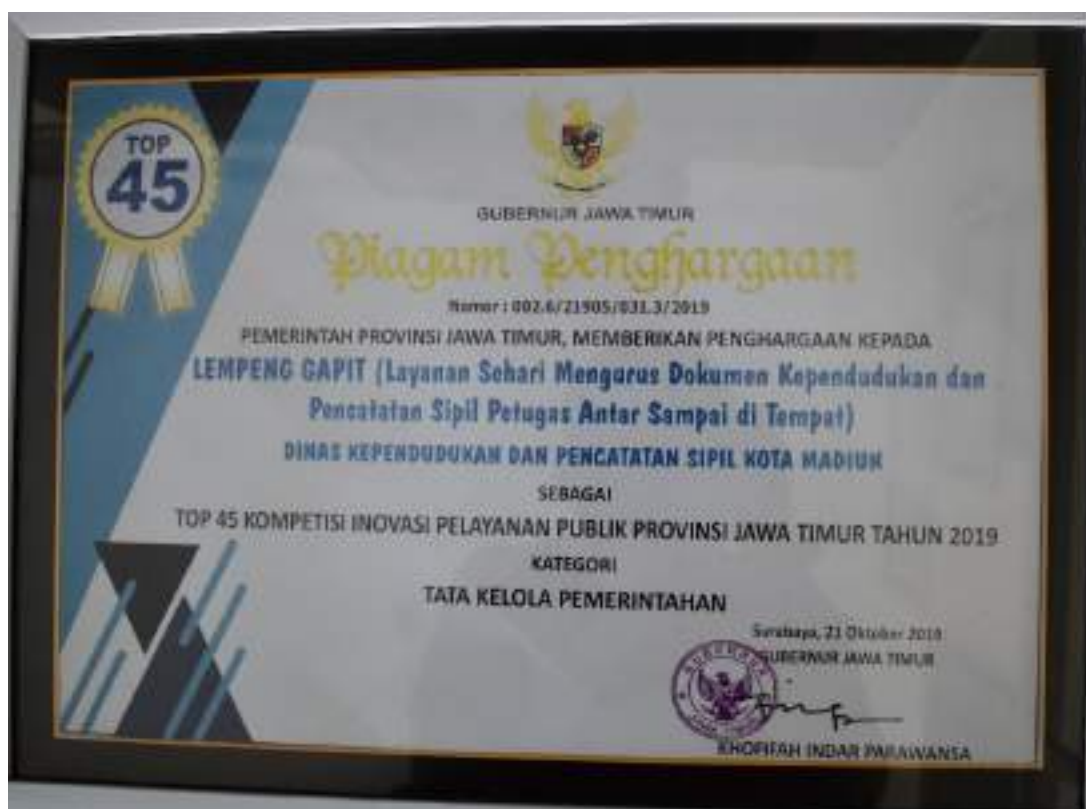 TOP
45
GUBERNUR JAWA TIMUR
Piagam Penghargaan
Nomor : 002.6/21905/031.3/2019
PEMERINTAH PROVINSI JAWA TIMUR, MEMBERIKAN PENGHARGAAN KEPADA
LEMPENG GAPIT (Layanan Sehari Mengurus Dokumen Kependudukan dan
Pencatatan Sipil Petugas Antar Sampai di Tempat)
DINAS KEPENDUDUKAN DAN PENCATATAN SIPIL KOTA MADIUN
SEBAGAI
TOP 45 KOMPETISI INOVASI PELAYANAN PUBLIK PROVINSI JAWA TIMUR TAHUN 2019
KATEGORI
TATA KELOLA PEMERINTAHAN
Surabaya, 21 Oktober 2019
GUBERNUR JAWA TIMUR
KHOFIFAH INDAR PARAWANSA